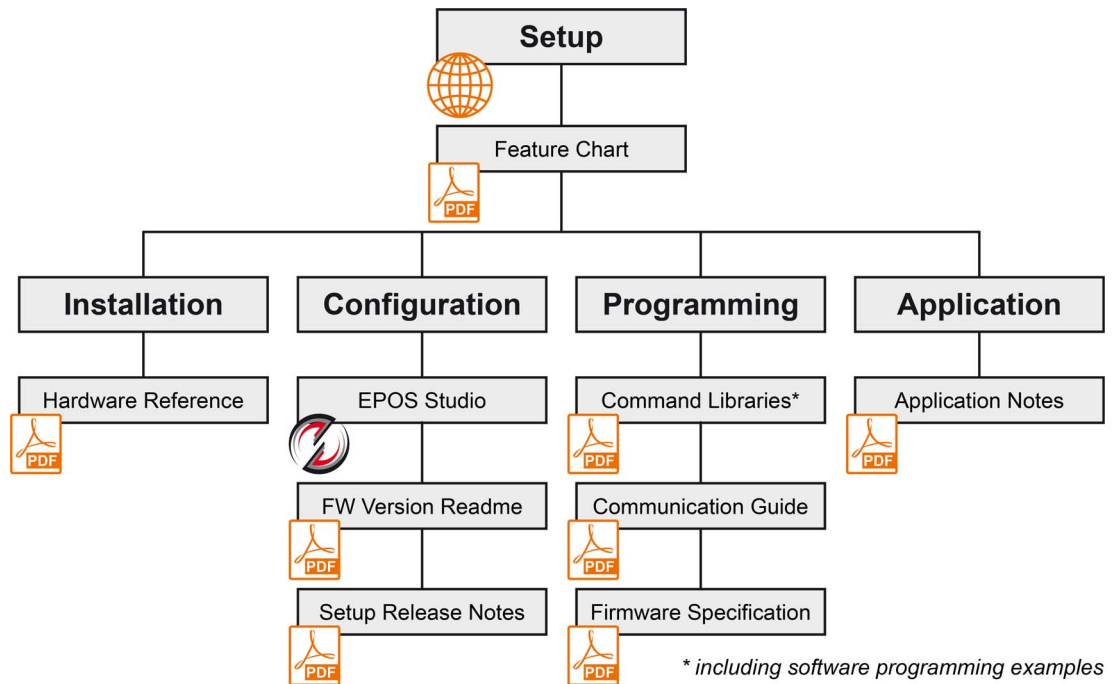 Setup
Feature Chart
PDF
Installation
Configuration
Programming
Application
Hardware Reference
EPOS Studio
Command Libraries*
Application Notes
PDF
PDF
PDF
FW Version Readme
Communication Guide
PDF
PDF
Setup Release Notes
Firmware Specification
PDF
PDF
* including software programming examples